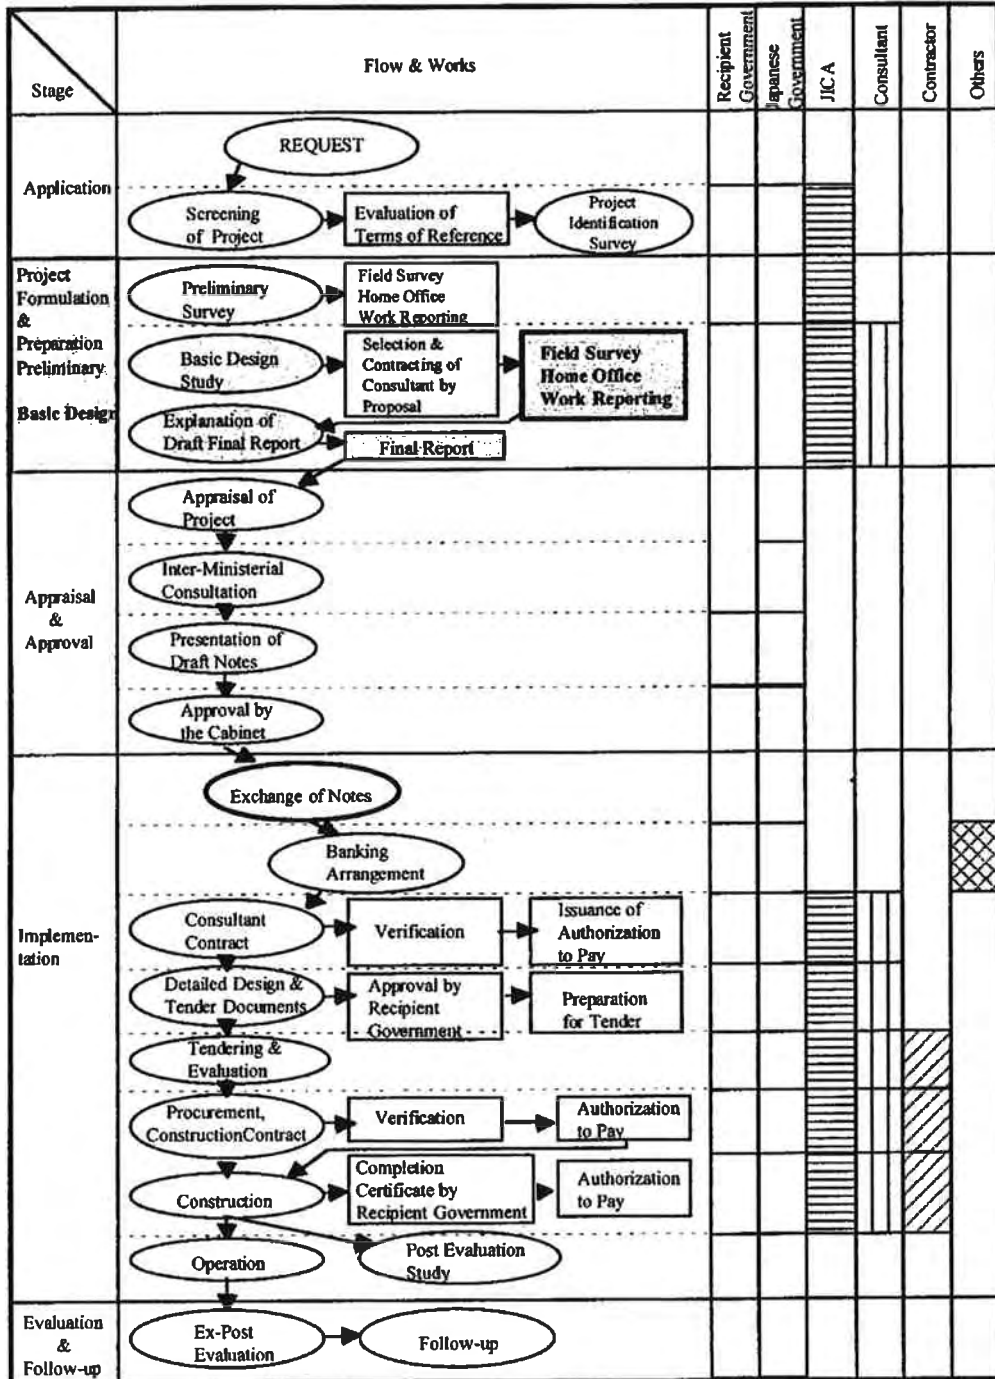 Stage
Flow & Works
Recipient
Government
Japanese
Government
JICA
Consultant
Contractor
Others
Application
REQUEST
Screening
of Project
Evaluation of
Terms of Reference
Project
Identification
Survey
Project
Formulation
&
Preparation
Preliminary
Basic Design
Preliminary
Survey
Field Survey
Home Office
Work Reporting
Basic Design
Study
Selection &
Contracting of
Consultant by
Proposal
Field Survey
Home Office
Work Reporting
Explanation of
Draft Final Report
Final Report
Appraisal
&
Approval
Appraisal of
Project
Inter-Ministerial
Consultation
Presentation of
Draft Notes
Approval by
the Cabinet
Implemen-
tation
Exchange of Notes
Banking
Arrangement
Consultant
Contract
Verification
Issuance of
Authorization
to Pay
Detailed Design &
Tender Documents
Approval by
Recipient
Government
Preparation
for Tender
Tendering &
Evaluation
Procurement,
ConstructionContract
Verification
Authorization
to Pay
Construction
Completion
Certificate by
Recipient Government
Authorization
to Pay
Operation
Post Evaluation
Study
Evaluation
&
Follow-up
Ex-Post
Evaluation
Follow-up